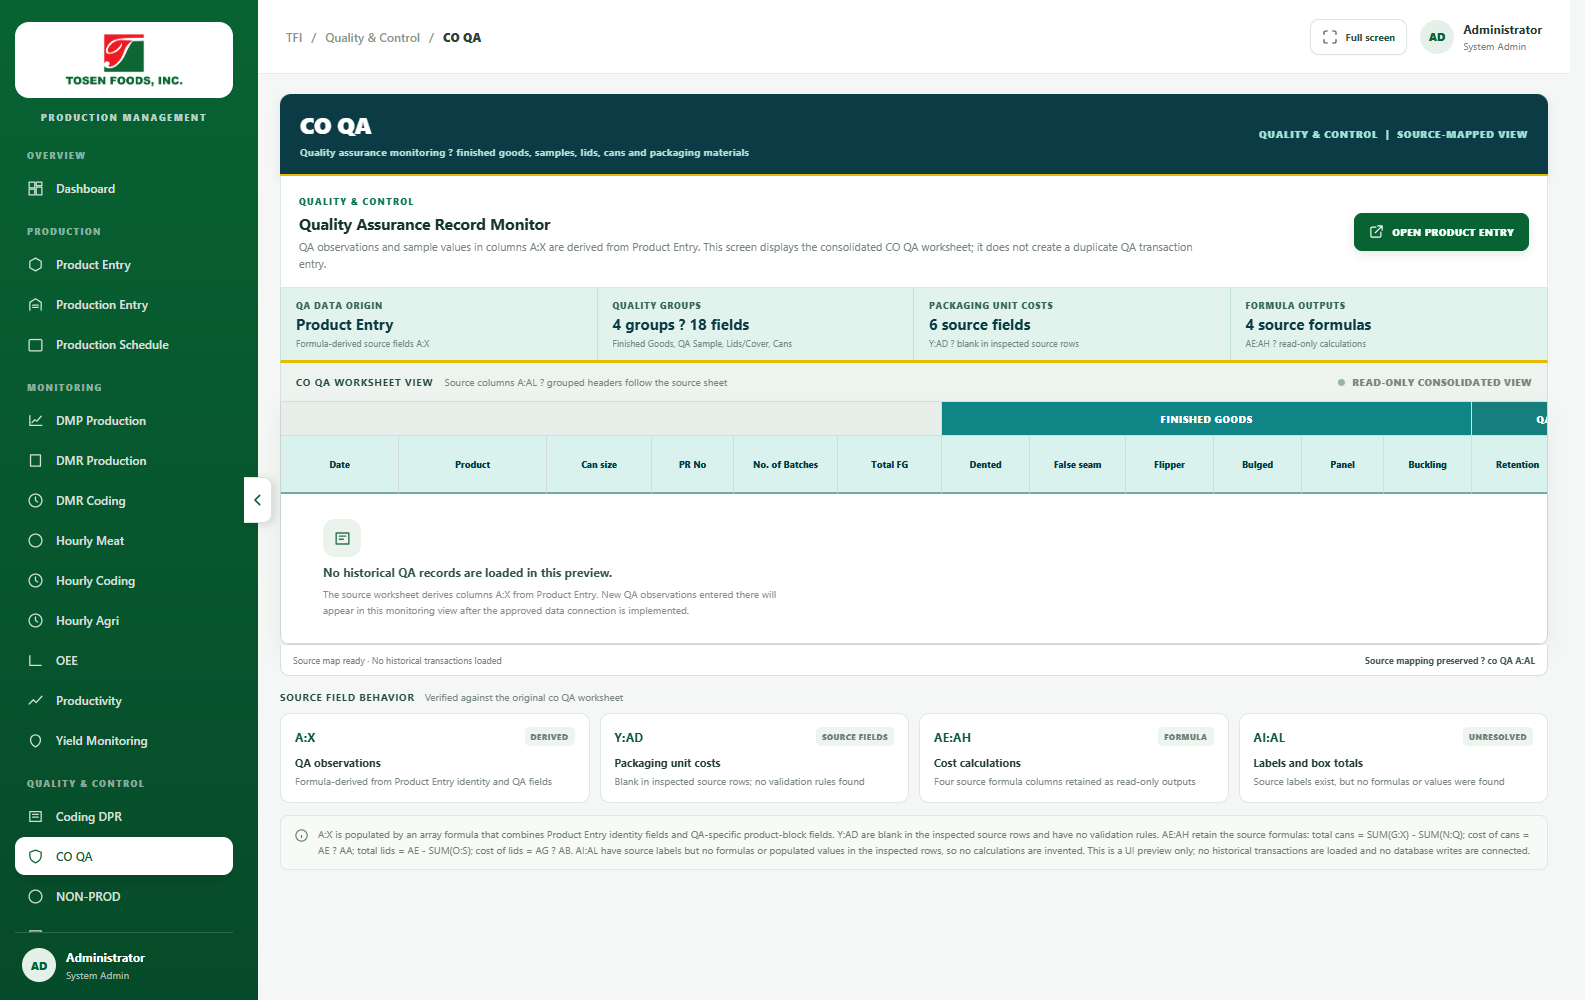 TOSEN FOODS, INC.
PRODUCTION MANAGEMENT
OVERVIEW
Dashboard
PRODUCTION
Product Entry
Production Entry
Production Schedule
MONITORING
DMP Production
DMR Production
DMR Coding
Hourly Meat
Hourly Coding
Hourly Agri
OEE
Productivity
Yield Monitoring
QUALITY & CONTROL
Coding DPR
CO QA
NON-PROD
AD
Administrator
System Admin
TFI / Quality & Control / CO QA
Full screen
AD
Administrator
System Admin
CO QA
Quality assurance monitoring ? finished goods, samples, lids, cans and packaging materials
QUALITY & CONTROL | SOURCE-MAPPED VIEW
QUALITY & CONTROL
Quality Assurance Record Monitor
QA observations and sample values in columns A:X are derived from Product Entry. This screen displays the consolidated CO QA worksheet; it does not create a duplicate QA transaction
entry.
OPEN PRODUCT ENTRY
QA DATA ORIGIN
Product Entry
Formula-derived source fields A:X
QUALITY GROUPS
4 groups ? 18 fields
Finished Goods, QA Sample, Lids/Cover, Cans
PACKAGING UNIT COSTS
6 source fields
Y:AD ? blank in inspected source rows
FORMULA OUTPUTS
4 source formulas
AE:AH ? read-only calculations
CO QA WORKSHEET VIEW Source columns A:AL ? grouped headers follow the source sheet
READ-ONLY CONSOLIDATED VIEW
FINISHED GOODS QA
Date Product Can size PR No No. of Batches Total FG Dented False seam Flipper Bulged Panel Buckling Retention
No historical QA records are loaded in this preview.
The source worksheet derives columns A:X from Product Entry. New QA observations entered there will
appear in this monitoring view after the approved data connection is implemented.
Source map ready · No historical transactions loaded
Source mapping preserved ? co QA A:AL
SOURCE FIELD BEHAVIOR Verified against the original co QA worksheet
A:X DERIVED
QA observations
Formula-derived from Product Entry identity and QA fields
Y:AD SOURCE FIELDS
Packaging unit costs
Blank in inspected source rows; no validation rules found
AE:AH FORMULA
Cost calculations
Four source formula columns retained as read-only outputs
AI:AL UNRESOLVED
Labels and box totals
Source labels exist, but no formulas or values were found
A:X is populated by an array formula that combines Product Entry identity fields and QA-specific product-block fields. Y:AD are blank in the inspected source rows and have no validation rules. AE:AH retain the source formulas: total cans = SUM(G:X) - SUM(N:Q); cost of cans =
AE ? AA; total lids = AE - SUM(O:S); cost of lids = AG ? AB. AI:AL have source labels but no formulas or populated values in the inspected rows, so no calculations are invented. This is a UI preview only; no historical transactions are loaded and no database writes are connected.